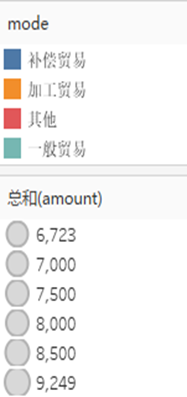 mode
补偿贸易
加工贸易
其他
一般贸易
总和(amount)
6,723
7,000
7,500
8,000
8,500
9,249